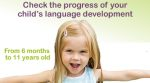 Check the progress of your
child's language development
From 6 months
to 11 years old